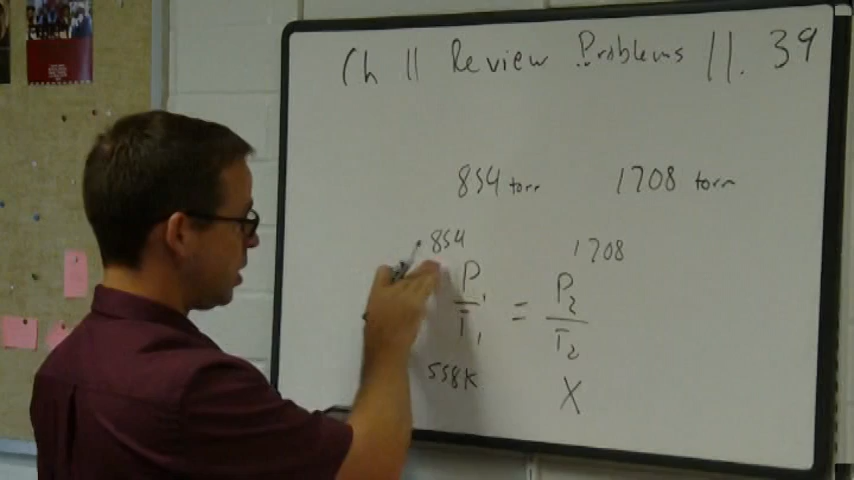 Ch 11 Review Problems 11. 39
854 torr 1708 torr
854 1708
P1 = P2
T1 T2
558K X